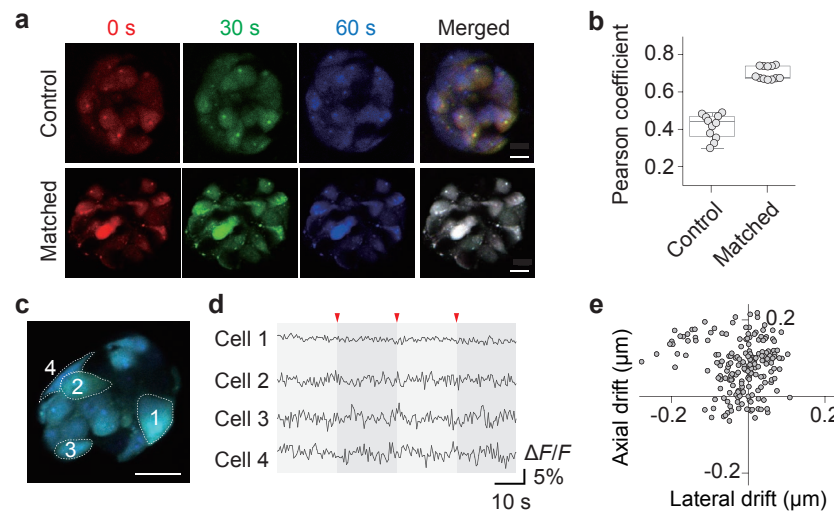 a
0 s 30 s 60 s Merged
Control
Matched
b
Pearson coefficient
0.8
0.6
0.4
0.2
Control
Matched
c
4
2
1
3
d
Cell 1
Cell 2
Cell 3
Cell 4
ΔF/F
5%
10 s
e
Axial drift (µm)
0.2
-0.2 0.2
-0.2
Lateral drift (µm)